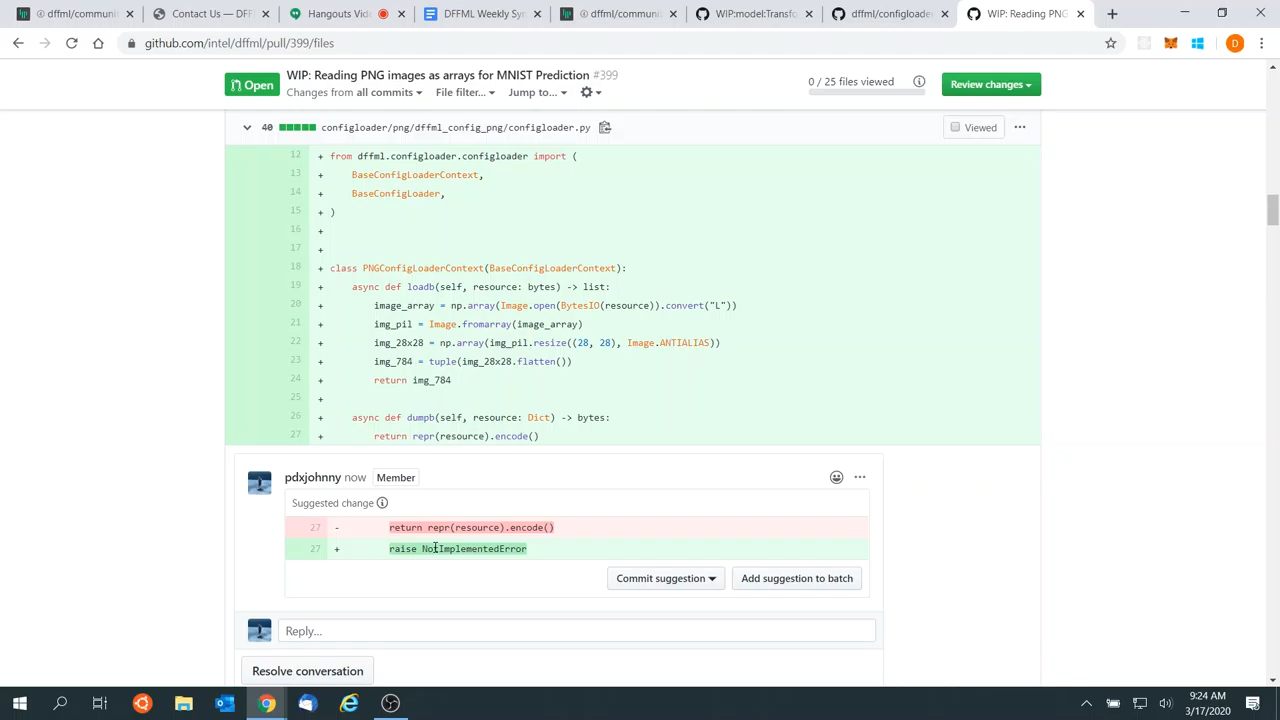 @ dffml/communi
Contact Us — DFF
Hangouts Vide
DFFML Weekly Sy
@ dffml/communi
WIP:model:Transfo
dffml/configloade
WIP: Reading PNG
github.com/intel/dffml/pull/399/files
D
Open
WIP: Reading PNG images as arrays for MNIST Prediction #399
Changes from all commits
File filter...
Jump to...
0 / 25 files viewed
Review changes
40
configloader/png/dffml_config_png/configloader.py
Viewed
12 + from dffml.configloader.configloader import (
13 + BaseConfigLoaderContext,
14 + BaseConfigLoader,
15 + )
16 +
17 +
18 + class PNGConfigLoaderContext(BaseConfigLoaderContext):
19 + async def loadb(self, resource: bytes) -> list:
20 + image_array = np.array(Image.open(BytesIO(resource)).convert("L"))
21 + img_pil = Image.fromarray(image_array)
22 + img_28x28 = np.array(img_pil.resize((28, 28), Image.ANTIALIAS))
23 + img_784 = tuple(img_28x28.flatten())
24 + return img_784
25 +
26 + async def dumpb(self, resource: Dict) -> bytes:
27 + return repr(resource).encode()
pdxjohnny now Member
Suggested change
27 - return repr(resource).encode()
27 + raise NotImplementedError
Commit suggestion
Add suggestion to batch
Reply...
Resolve conversation
9:24 AM
3/17/2020